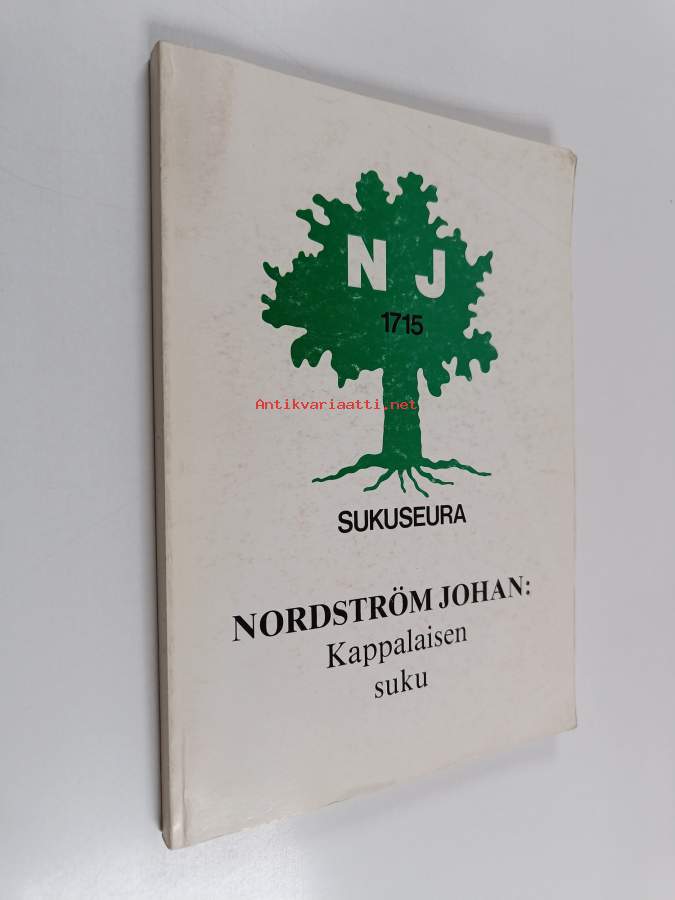 N J
1715
Antikvariaatti.net
SUKUSEURA
NORDSTRÖM JOHAN:
Kappalaisen
suku